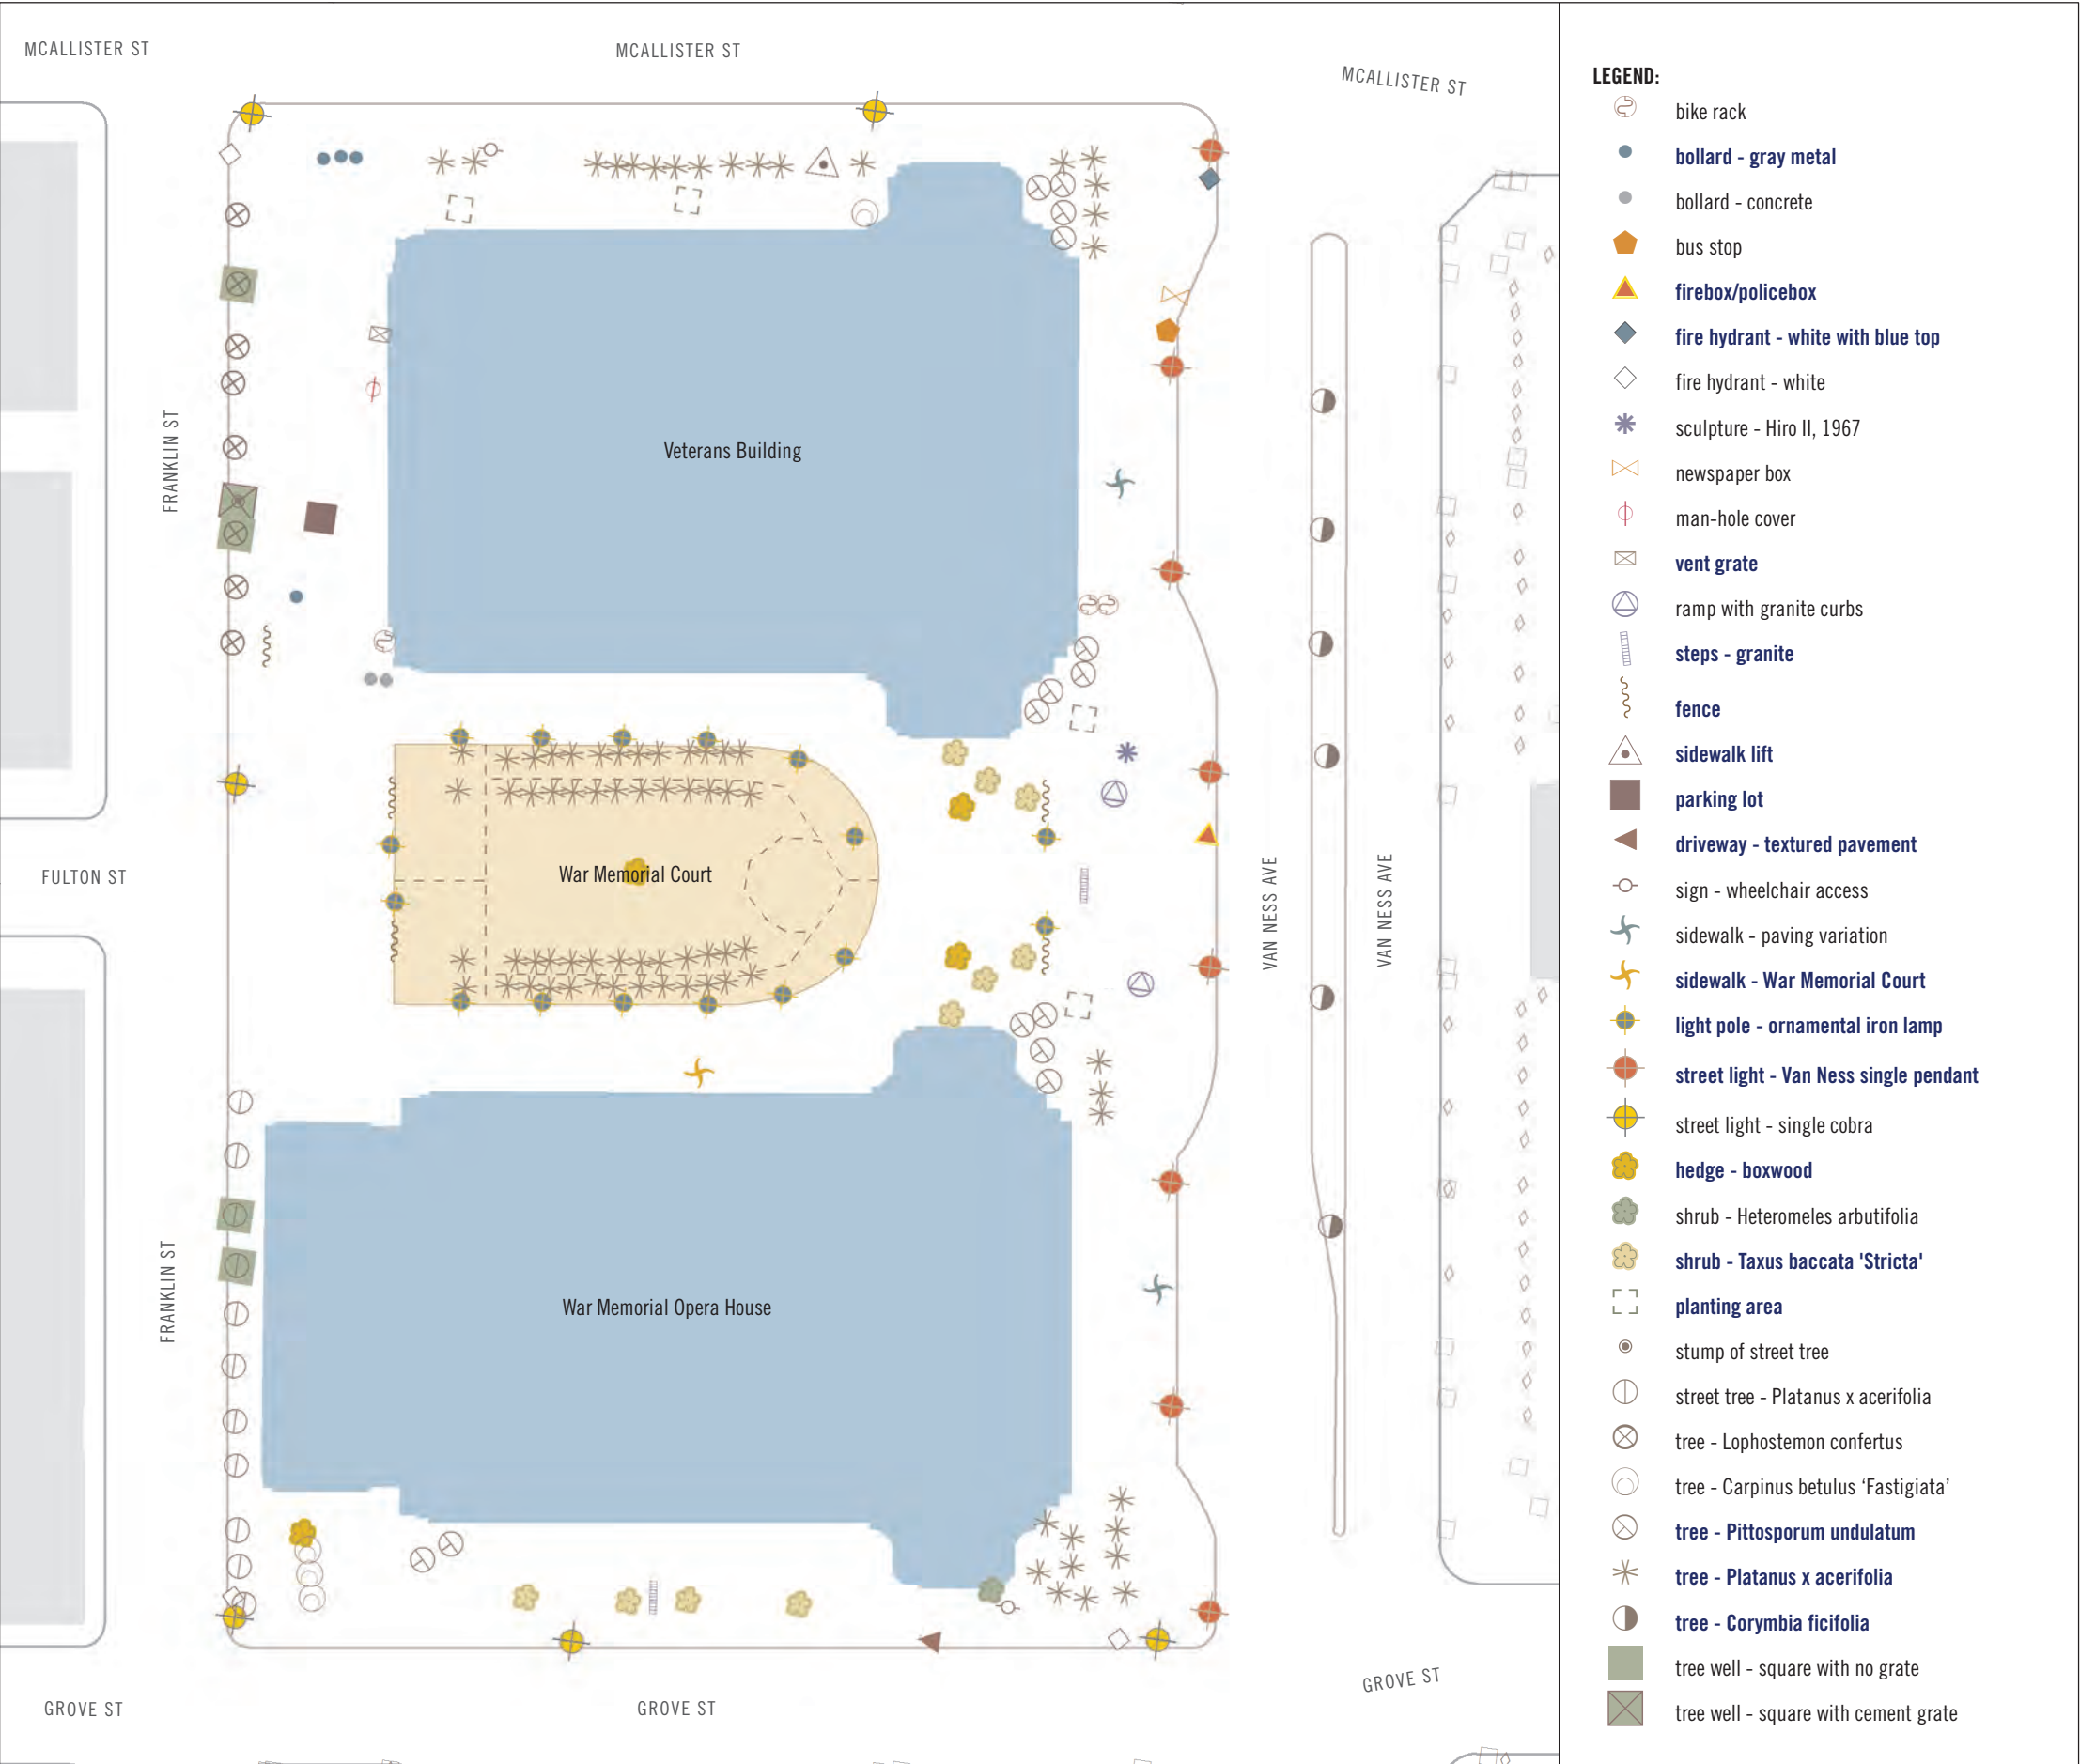 MCALLISTER ST
MCALLISTER ST
MCALLISTER ST
FRANKLIN ST
Veterans Building
FULTON ST
War Memorial Court
VAN NESS AVE
VAN NESS AVE
FRANKLIN ST
War Memorial Opera House
GROVE ST
GROVE ST
GROVE ST
LEGEND:
bike rack
bollard - gray metal
bollard - concrete
bus stop
firebox/policebox
fire hydrant - white with blue top
fire hydrant - white
sculpture - Hiro II, 1967
newspaper box
man-hole cover
vent grate
ramp with granite curbs
steps - granite
fence
sidewalk lift
parking lot
driveway - textured pavement
sign - wheelchair access
sidewalk - paving variation
sidewalk - War Memorial Court
light pole - ornamental iron lamp
street light - Van Ness single pendant
street light - single cobra
hedge - boxwood
shrub - Heteromeles arbutifolia
shrub - Taxus baccata 'Stricta'
planting area
stump of street tree
street tree - Platanus x acerifolia
tree - Lophostemon confertus
tree - Carpinus betulus ‘Fastigiata’
tree - Pittosporum undulatum
tree - Platanus x acerifolia
tree - Corymbia ficifolia
tree well - square with no grate
tree well - square with cement grate